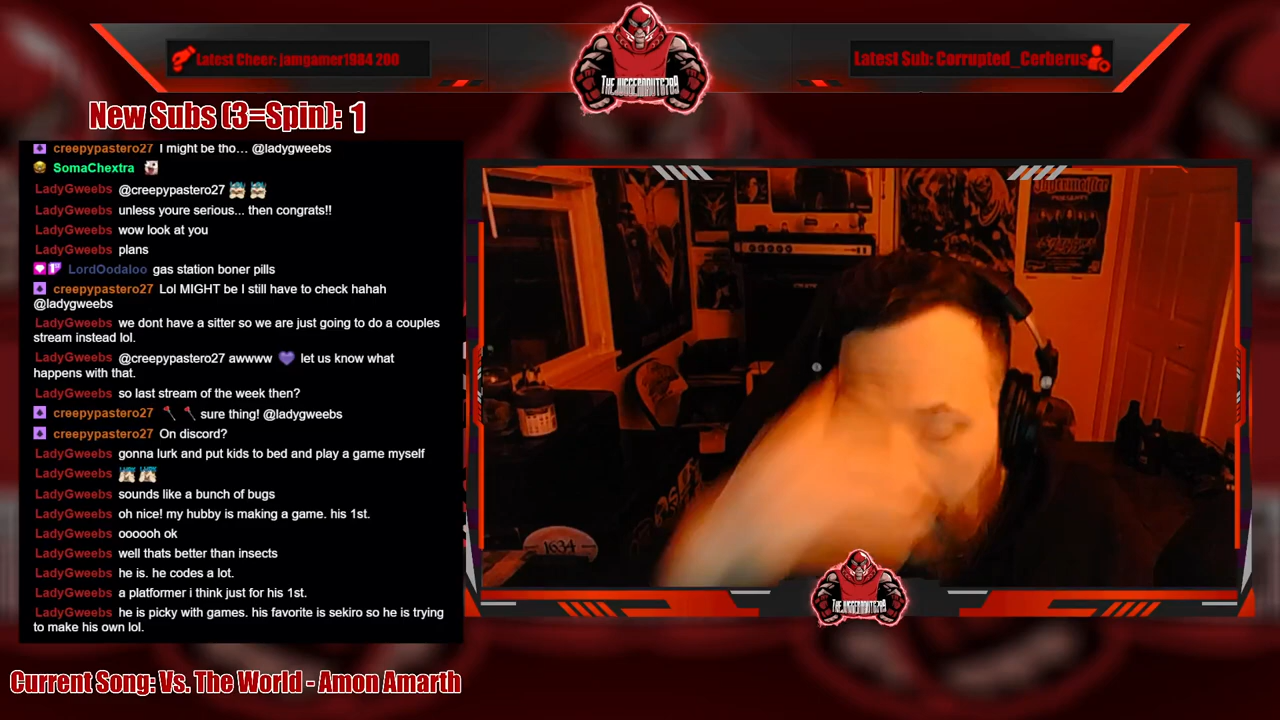 Latest Cheer: jamgamer1984 200
THEJUGGERNAUT6789
Latest Sub: Corrupted_Cerberus
New Subs (3=Spin): 1
creepypastero27 I might be tho... @ladygweebs
SomaChextra
LadyGweebs @creepypastero27
LadyGweebs unless youre serious... then congrats!!
LadyGweebs wow look at you
LadyGweebs plans
LordOodaloo gas station boner pills
creepypastero27 Lol MIGHT be I still have to check hahah
@ladygweebs
LadyGweebs we dont have a sitter so we are just going to do a couples
stream instead lol.
LadyGweebs @creepypastero27 awwww 💜 let us know what
happens with that.
LadyGweebs so last stream of the week then?
creepypastero27 sure thing! @ladygweebs
creepypastero27 On discord?
LadyGweebs gonna lurk and put kids to bed and play a game myself
LadyGweebs
LadyGweebs sounds like a bunch of bugs
LadyGweebs oh nice! my hubby is making a game. his 1st.
LadyGweebs oooooh ok
LadyGweebs well thats better than insects
LadyGweebs he is. he codes a lot.
LadyGweebs a platformer i think just for his 1st.
LadyGweebs he is picky with games. his favorite is sekiro so he is trying
to make his own lol.
Jägermeister
1634
THEJUGGERNAUT6789
Current Song: Vs. The World - Amon Amarth